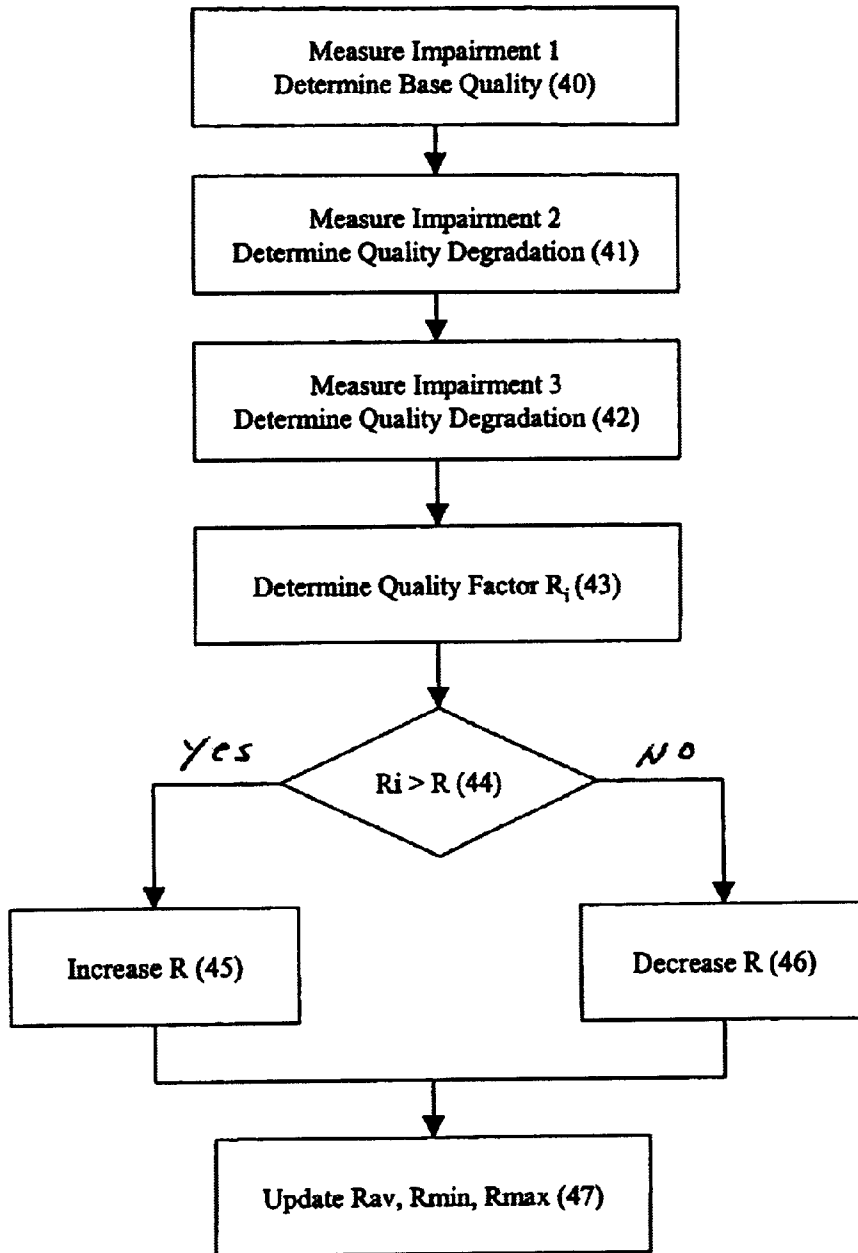 Measure Impairment 1
Determine Base Quality (40)
Measure Impairment 2
Determine Quality Degradation (41)
Measure Impairment 3
Determine Quality Degradation (42)
Determine Quality Factor Ri (43)
Yes
NO
Ri > R (44)
Increase R (45)
Decrease R (46)
Update Rav, Rmin, Rmax (47)